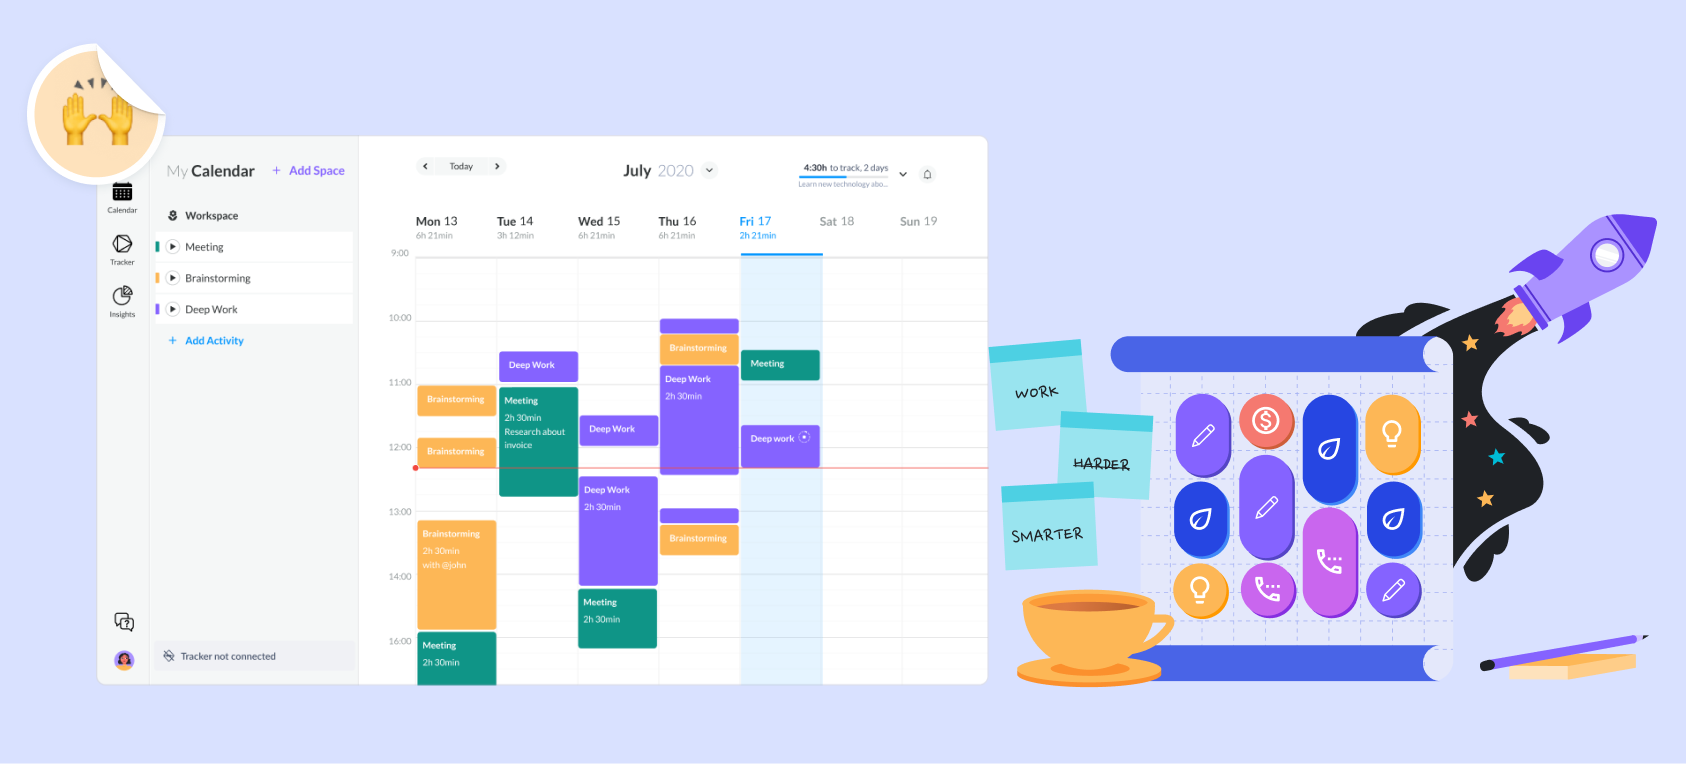 My Calendar
+ Add Space
Calendar
Tracker
Insights
Workspace
Meeting
Brainstorming
Deep Work
+ Add Activity
Tracker not connected
Today
July 2020
4:30h to track, 2 days
Learn new technology abo...
Mon 13
6h 21min
Tue 14
3h 12min
Wed 15
6h 21min
Thu 16
6h 21min
Fri 17
2h 21min
Sat 18
Sun 19
9:00
10:00
11:00
12:00
13:00
14:00
16:00
Brainstorming
Brainstorming
Brainstorming
2h 30min
with @john
Meeting
2h 30min
Deep Work
Meeting
2h 30min
Research about
invoice
Deep Work
Deep Work
2h 30min
Meeting
2h 30min
Brainstorming
Deep Work
2h 30min
Brainstorming
Meeting
Deep work
WORK
HARDER
SMARTER